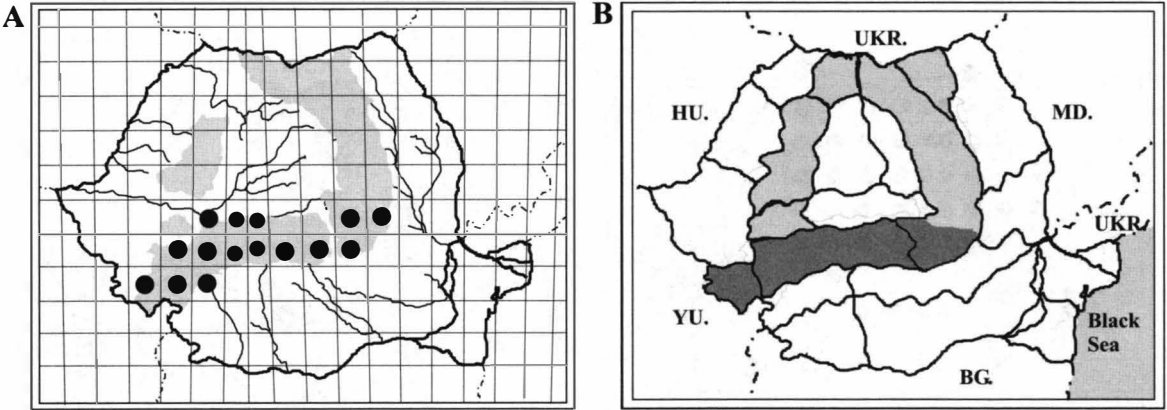 A
B
UKR.
HU.
MD.
UKR.
YU.
Black
Sea
BG.